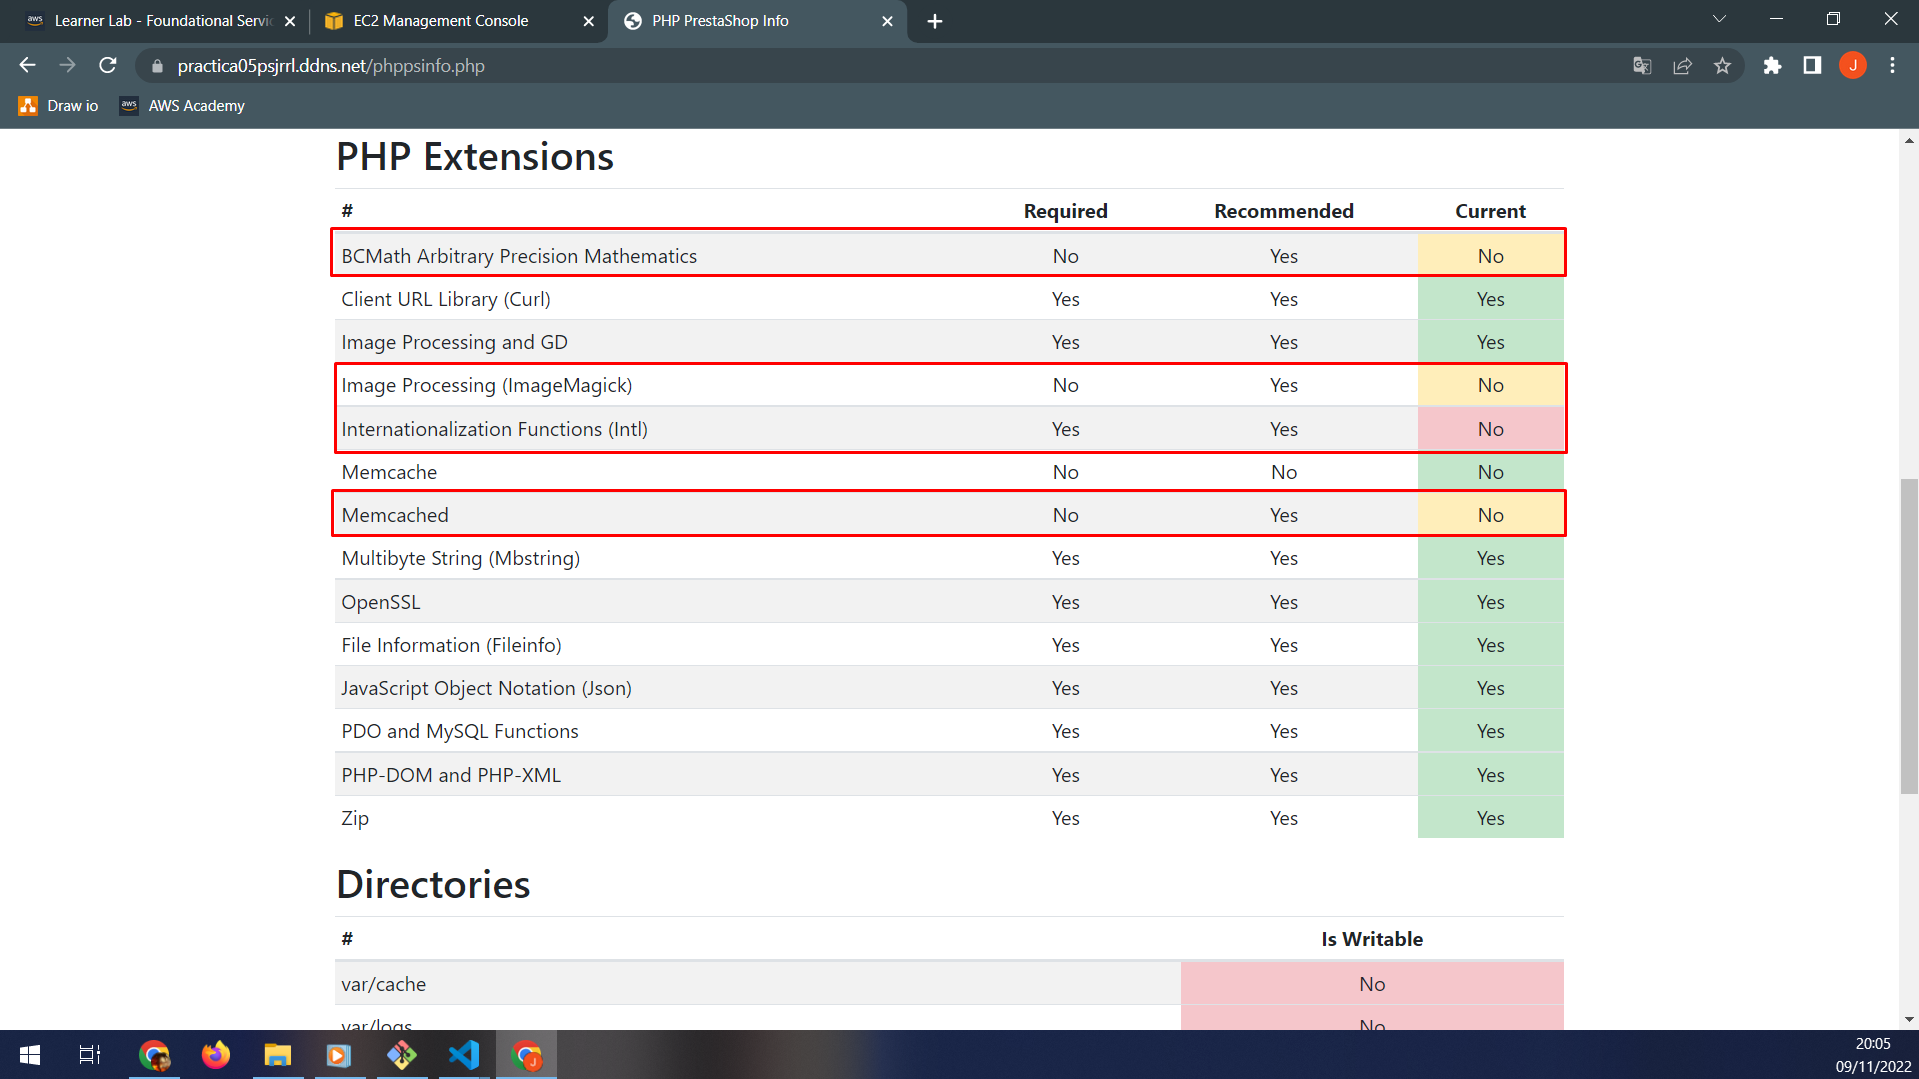 Learner Lab - Foundational Servic
EC2 Management Console
PHP PrestaShop Info
practica05psjrrl.ddns.net/phppsinfo.php
J
Draw io
aws
AWS Academy
PHP Extensions
# Required Recommended Current
BCMath Arbitrary Precision Mathematics No Yes No
Client URL Library (Curl) Yes Yes Yes
Image Processing and GD Yes Yes Yes
Image Processing (ImageMagick) No Yes No
Internationalization Functions (Intl) Yes Yes No
Memcache No No No
Memcached No Yes No
Multibyte String (Mbstring) Yes Yes Yes
OpenSSL Yes Yes Yes
File Information (Fileinfo) Yes Yes Yes
JavaScript Object Notation (Json) Yes Yes Yes
PDO and MySQL Functions Yes Yes Yes
PHP-DOM and PHP-XML Yes Yes Yes
Zip Yes Yes Yes
Directories
# Is Writable
var/cache No
var/logs No
20:05
09/11/2022